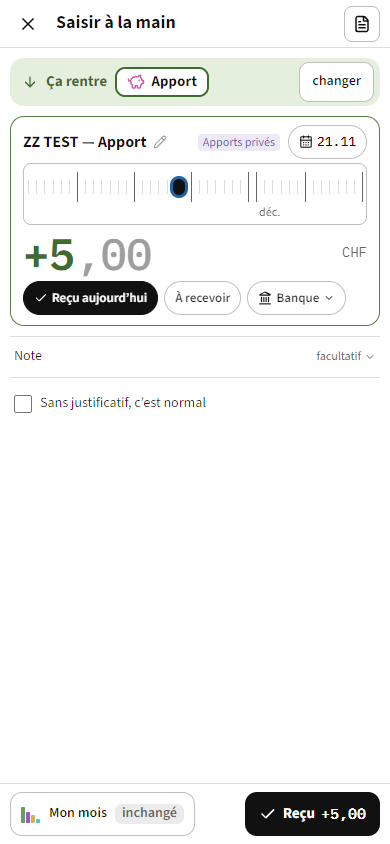 Saisir à la main
Ça rentre Apport changer
ZZ TEST — Apport Apports privés 21.11
déc.
+5,00 CHF
Reçu aujourd'hui À recevoir Banque
Note facultatif
Sans justificatif, c'est normal
Mon mois inchangé Reçu +5,00